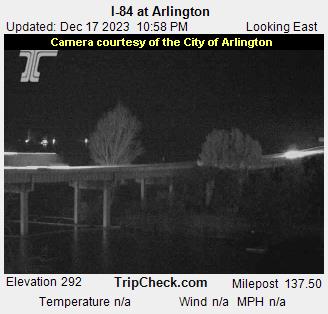 I-84 at Arlington
Updated: Dec 17 2023 10:58 PM Looking East
Camera courtesy of the City of Arlington
Elevation 292 TripCheck.com Milepost 137.50
Temperature n/a Wind n/a MPH n/a